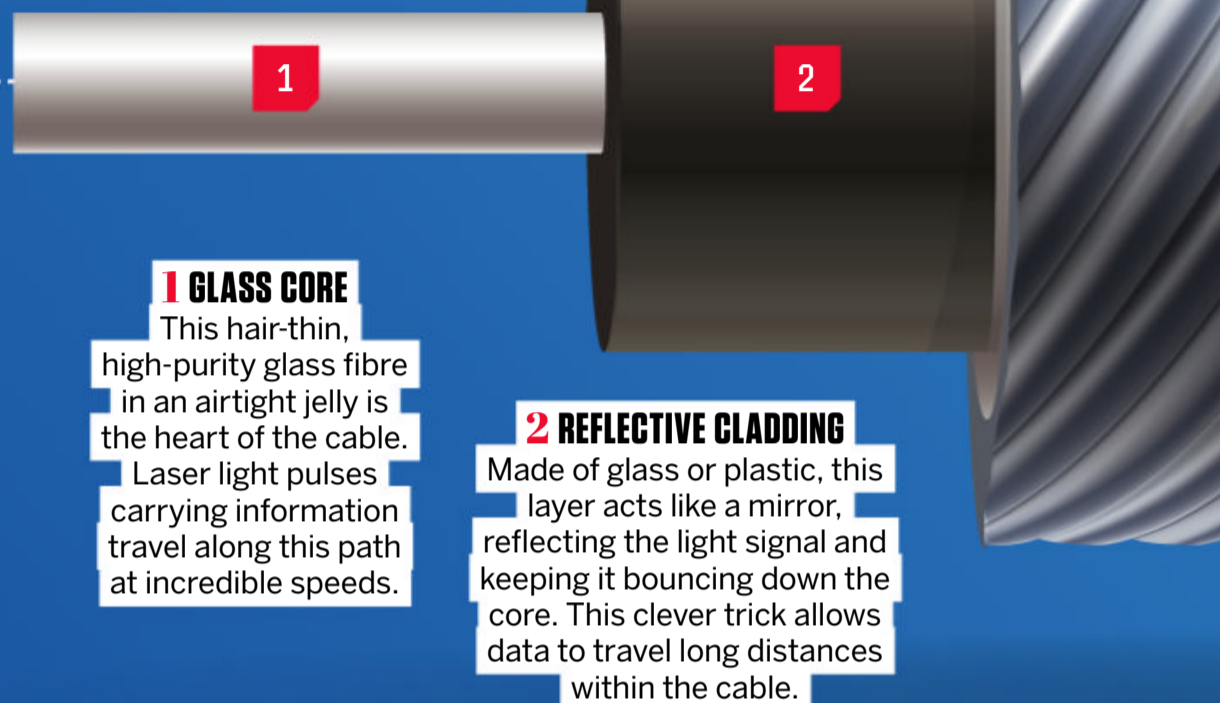 1
2
1 GLASS CORE
This hair-thin,
high-purity glass fibre
in an airtight jelly is
the heart of the cable.
Laser light pulses
carrying information
travel along this path
at incredible speeds.
2 REFLECTIVE CLADDING
Made of glass or plastic, this
layer acts like a mirror,
reflecting the light signal and
keeping it bouncing down the
core. This clever trick allows
data to travel long distances
within the cable.